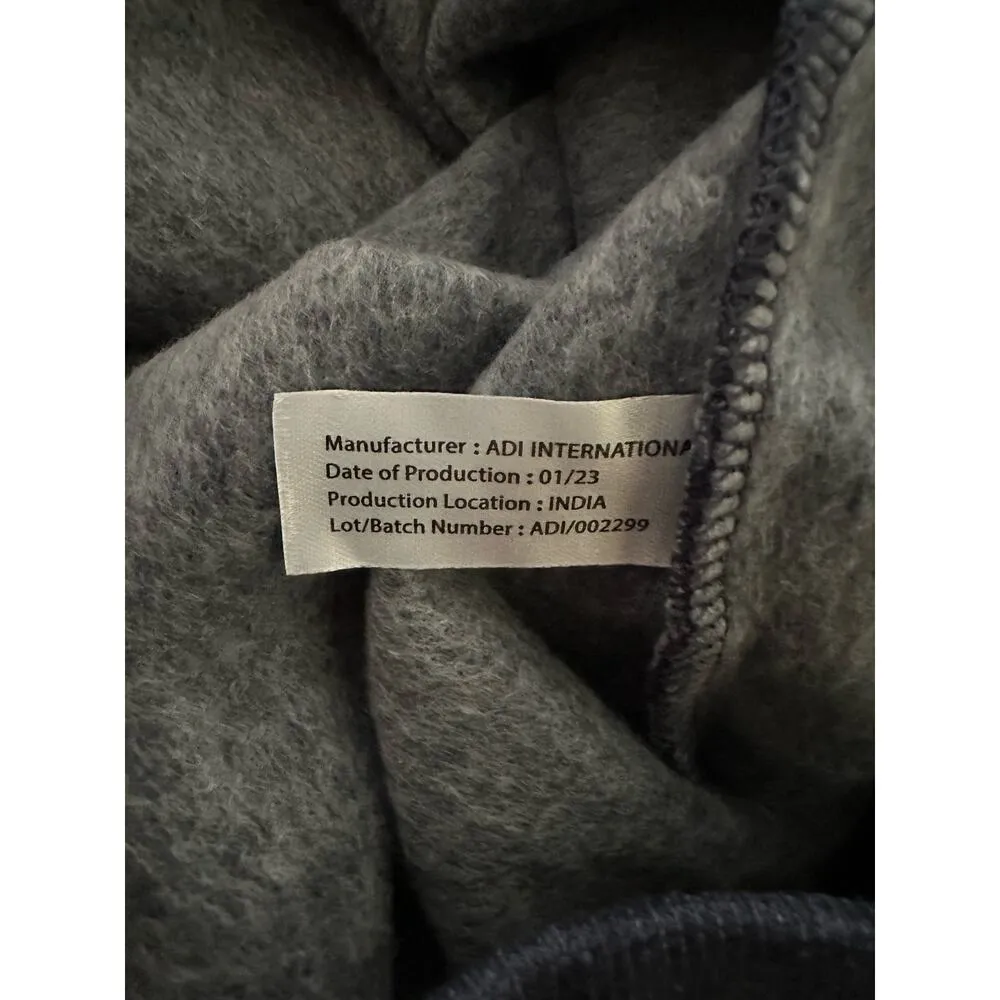 Manufacturer : ADI INTERNATIONA
Date of Production : 01/23
Production Location : INDIA
Lot/Batch Number : ADI/002299